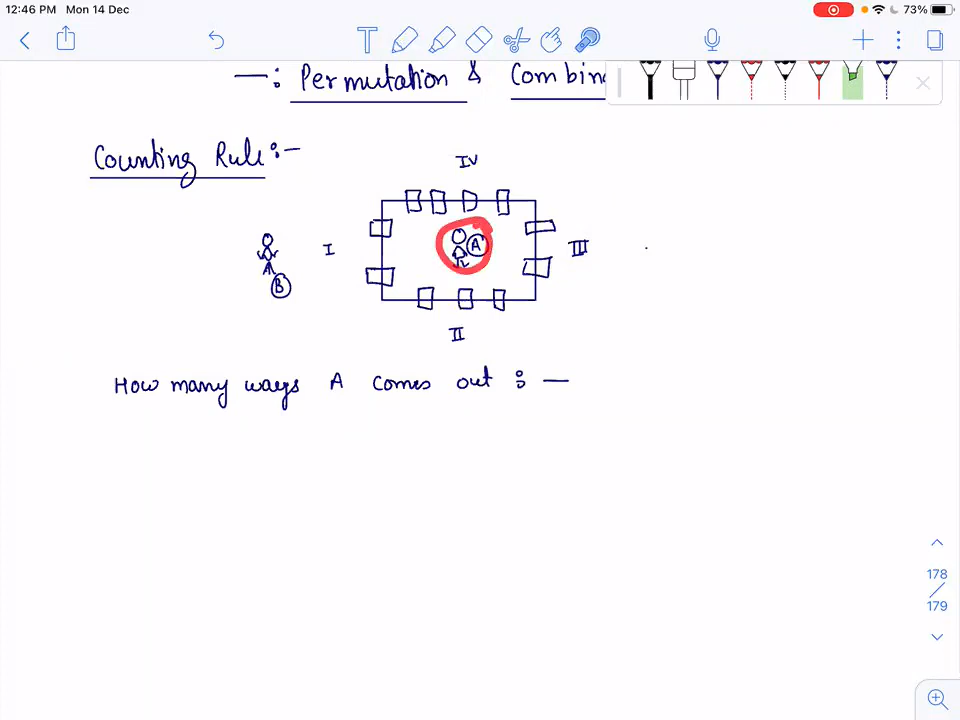 12:46 PM Mon 14 Dec
73%
T
—: Permutation & Combin
Counting Rule:-
IV
I
A
III
B
II
How many ways A comes out : —
178
179